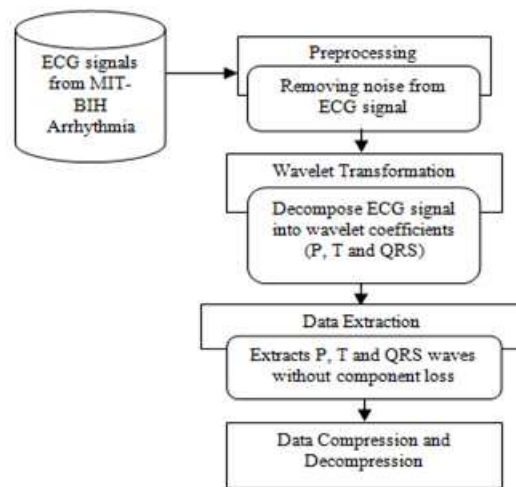 ECG signals
from MIT-
BIH
Arrhythmia
Preprocessing
Removing noise from
ECG signal
Wavelet Transformation
Decompose ECG signal
into wavelet coefficients
(P, T and QRS)
Data Extraction
Extracts P, T and QRS waves
without component loss
Data Compression and
Decompression